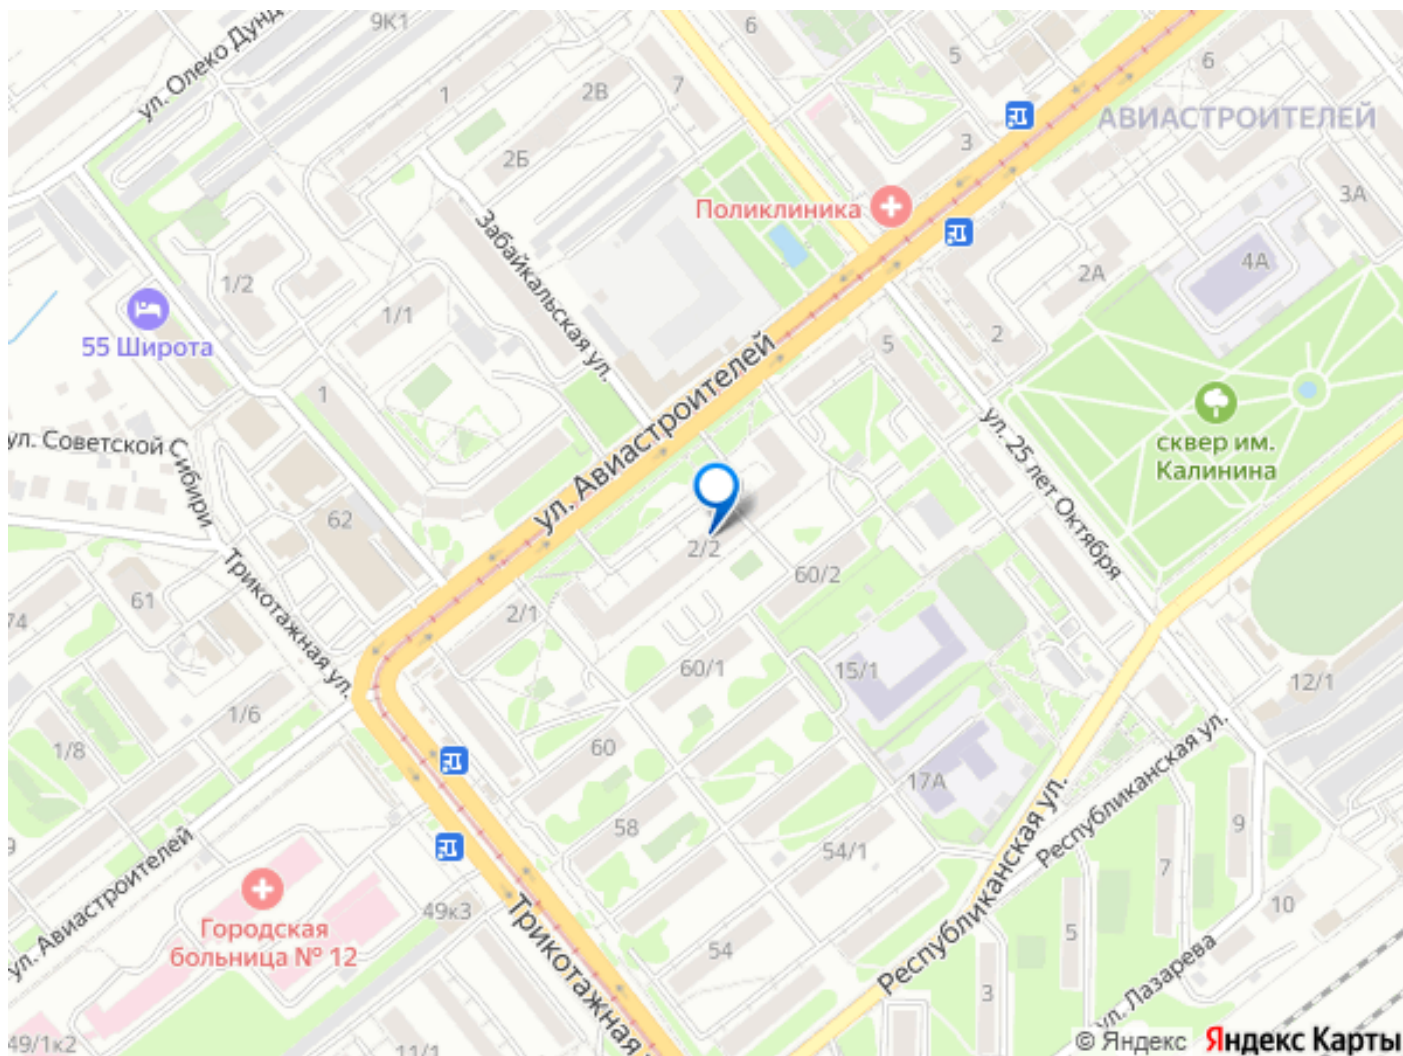 9К1
6
ул. Олеко Дунд
5
6
7
2В
1
АВИАСТРОИТЕЛЕЙ
3
2Б
3А
Поликлиника
Забайкальская ул.
4А
2А
1/2
1/1
55 Широта
2
5
ул. Авиастроителей
1
ул. 25 лет Октября
сквер им.
Калинина
ул. Советской Сибири
62
2/2
60/2
61
74
2/1
Трикотажная ул.
60/1
15/1
12/1
1/6
1/8
60
17А
Республиканская ул.
Республиканская ул.
58
54/1
9
7
9
ул. Авиастроителей
Городская
больница № 12
49к3
10
5
54
Трикотажная
3
ул. Лазарева
49/1к2
11/1
© Яндекс Яндекс Карты